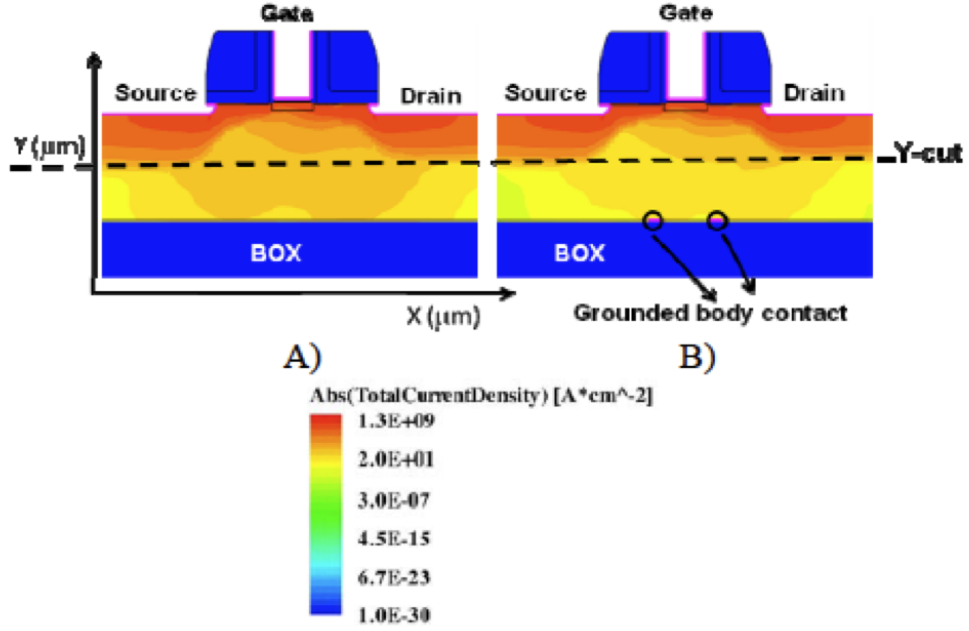 Gate
Gate
Source
Drain
Source
Drain
Y (μm)
Y-cut
BOX
BOX
X (μm)
Grounded body contact
A)
B)
Abs(TotalCurrentDensity) [A*cm^-2]
1.3E+09
2.0E+01
3.0E-07
4.5E-15
6.7E-23
1.0E-30